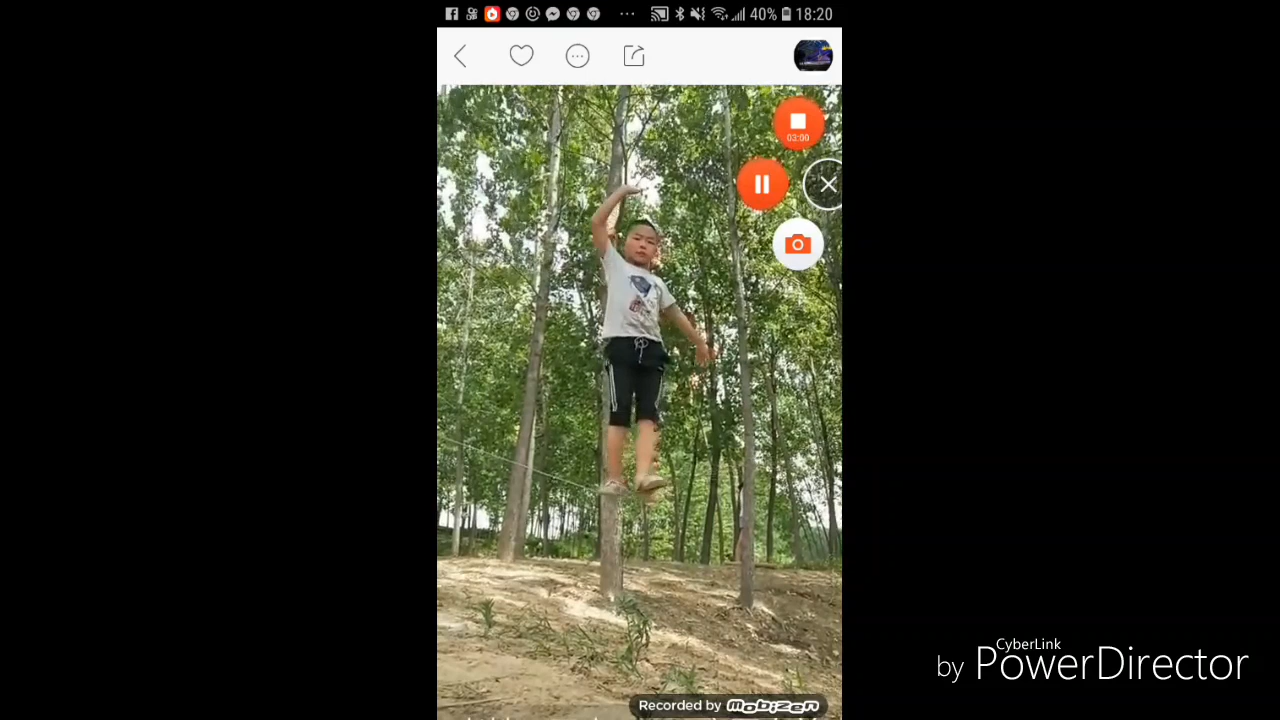 40% 18:20
03:00
CyberLink
by PowerDirector
Recorded by Mobizen